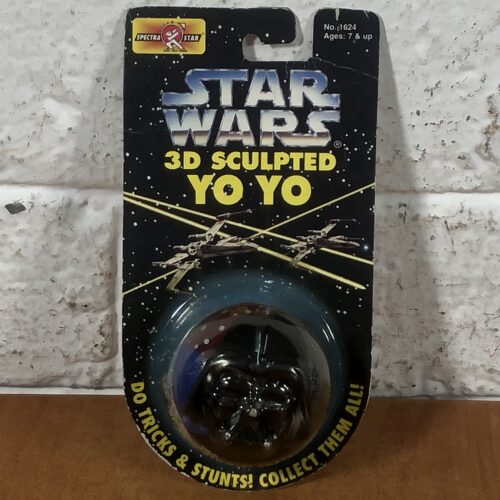 SPECTRA STAR
No. 1624
Ages: 7 & up
STAR
WARS®
3D SCULPTED
YO YO
DO TRICKS & STUNTS! COLLECT THEM ALL!